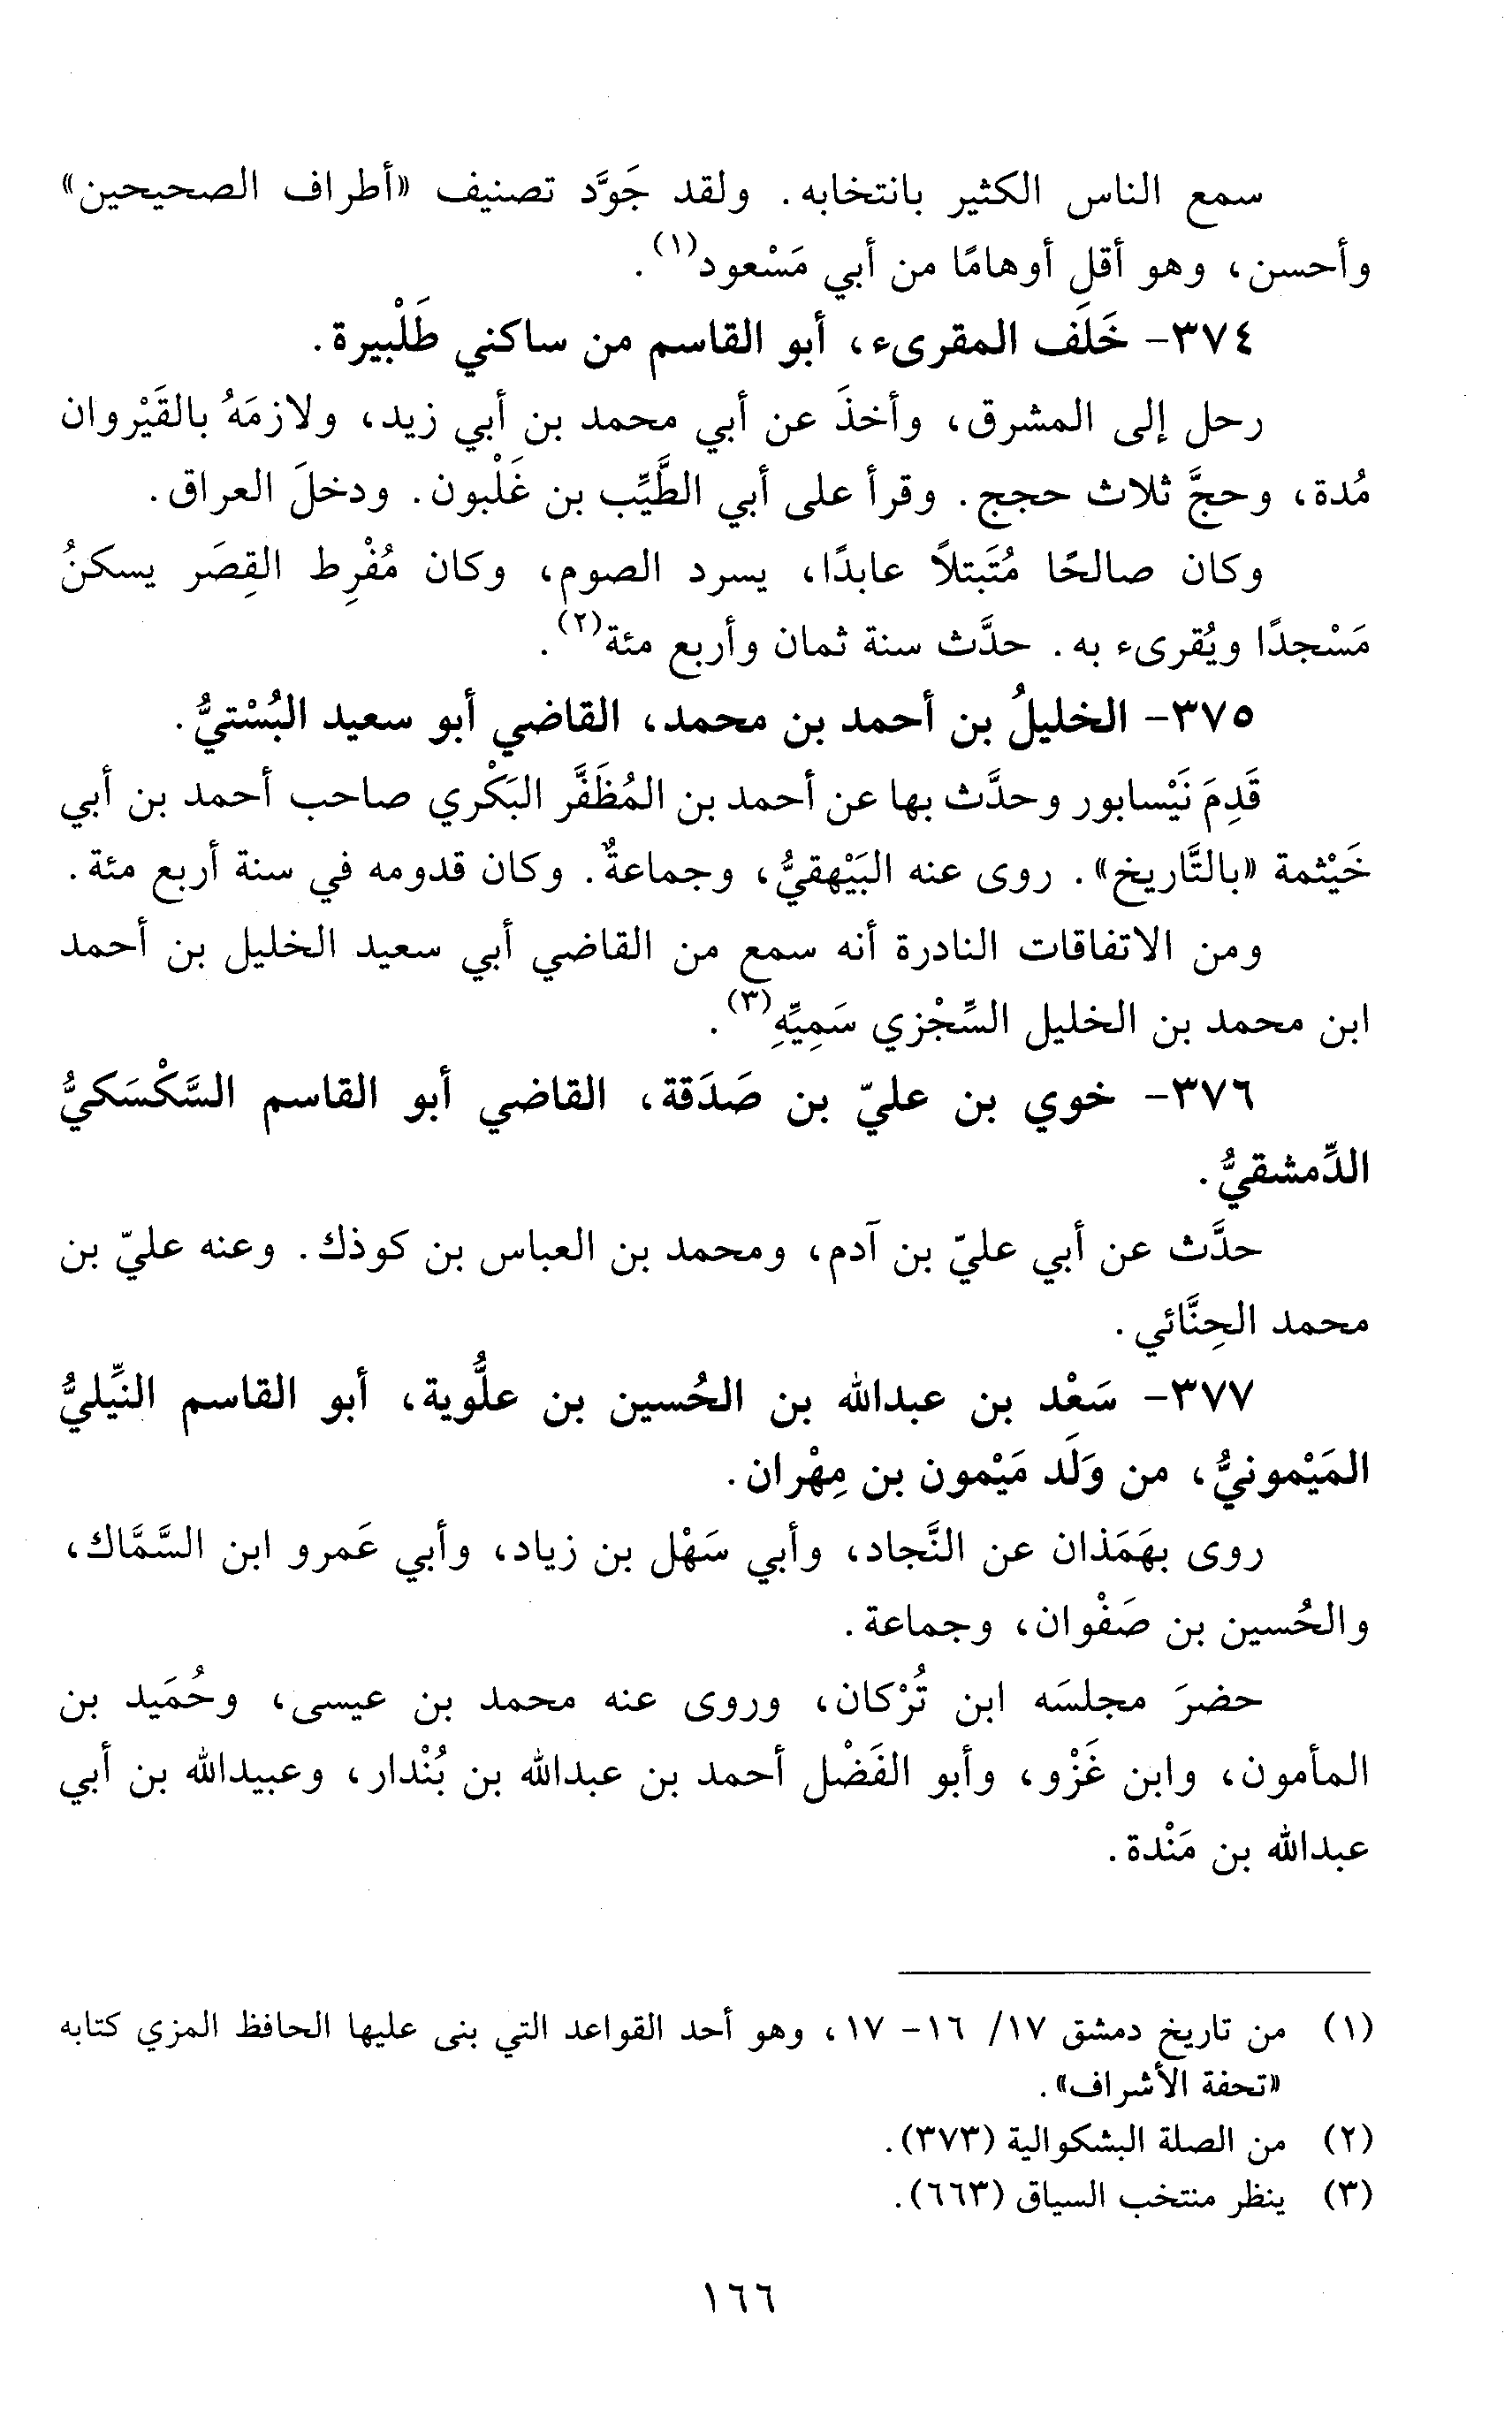 سمع الناس الكثير بانتخابه. ولقد جَوَّد تصنيف «أطراف الصحيحين»
وأحسن، وهو أقل أوهامًا من أبي مَسْعود(١).
٣٧٤- خَلَف المقرىء، أبو القاسم من ساكني طَلْبيرة.
رحل إلى المشرق، وأخذَ عن أبي محمد بن أبي زيد، ولازمَهُ بالقَيْروان
مُدة، وحجَّ ثلاث حجج. وقرأ على أبي الطَّيِّب بن غَلْبون. ودخلَ العراق.
وكان صالحًا مُتَبتلاً عابدًا، يسرد الصوم، وكان مُفْرِط القِصَر يسكنُ
مَسْجدًا ويُقرىء به. حدَّث سنة ثمان وأربع مئة(٢).
٣٧٥- الخليلُ بن أحمد بن محمد، القاضي أبو سعيد البُسْتيُّ.
قَدِمَ نَيْسابور وحدَّث بها عن أحمد بن المُظَفَّر البَكْري صاحب أحمد بن أبي
خَيْثمة «بالتَّاريخ». روى عنه البَيْهقيُّ، وجماعةٌ. وكان قدومه في سنة أربع مئة.
ومن الاتفاقات النادرة أنه سمع من القاضي أبي سعيد الخليل بن أحمد
ابن محمد بن الخليل السِّجْزي سَمِيِّهِ(٣).
٣٧٦- خوي بن عليّ بن صَدَقة، القاضي أبو القاسم السَّكْسَكيُّ
الدِّمشقيُّ.
حدَّث عن أبي عليّ بن آدم، ومحمد بن العباس بن كوذك. وعنه عليّ بن
محمد الحِنَّائي.
٣٧٧- سَعْد بن عبدالله بن الحُسين بن علُّوية، أبو القاسم النِّيليُّ
المَيْمونيُّ، من وَلَد مَيْمون بن مِهْران.
روى بهَمَذان عن النَّجاد، وأبي سَهْل بن زياد، وأبي عَمرو ابن السَّمَّاك،
والحُسين بن صَفْوان، وجماعة.
حضرَ مجلسَه ابن تُرْكان، وروى عنه محمد بن عيسى، وحُمَيد بن
المأمون، وابن غَزْو، وأبو الفَضْل أحمد بن عبدالله بن بُنْدار، وعبيدالله بن أبي
عبدالله بن مَنْدة.
(١) من تاريخ دمشق ١٧/ ١٦- ١٧، وهو أحد القواعد التي بنى عليها الحافظ المزي كتابه
«تحفة الأشراف».
(٢) من الصلة البشكوالية (٣٧٣).
(٣) ينظر منتخب السياق (٦٦٣).
١٦٦